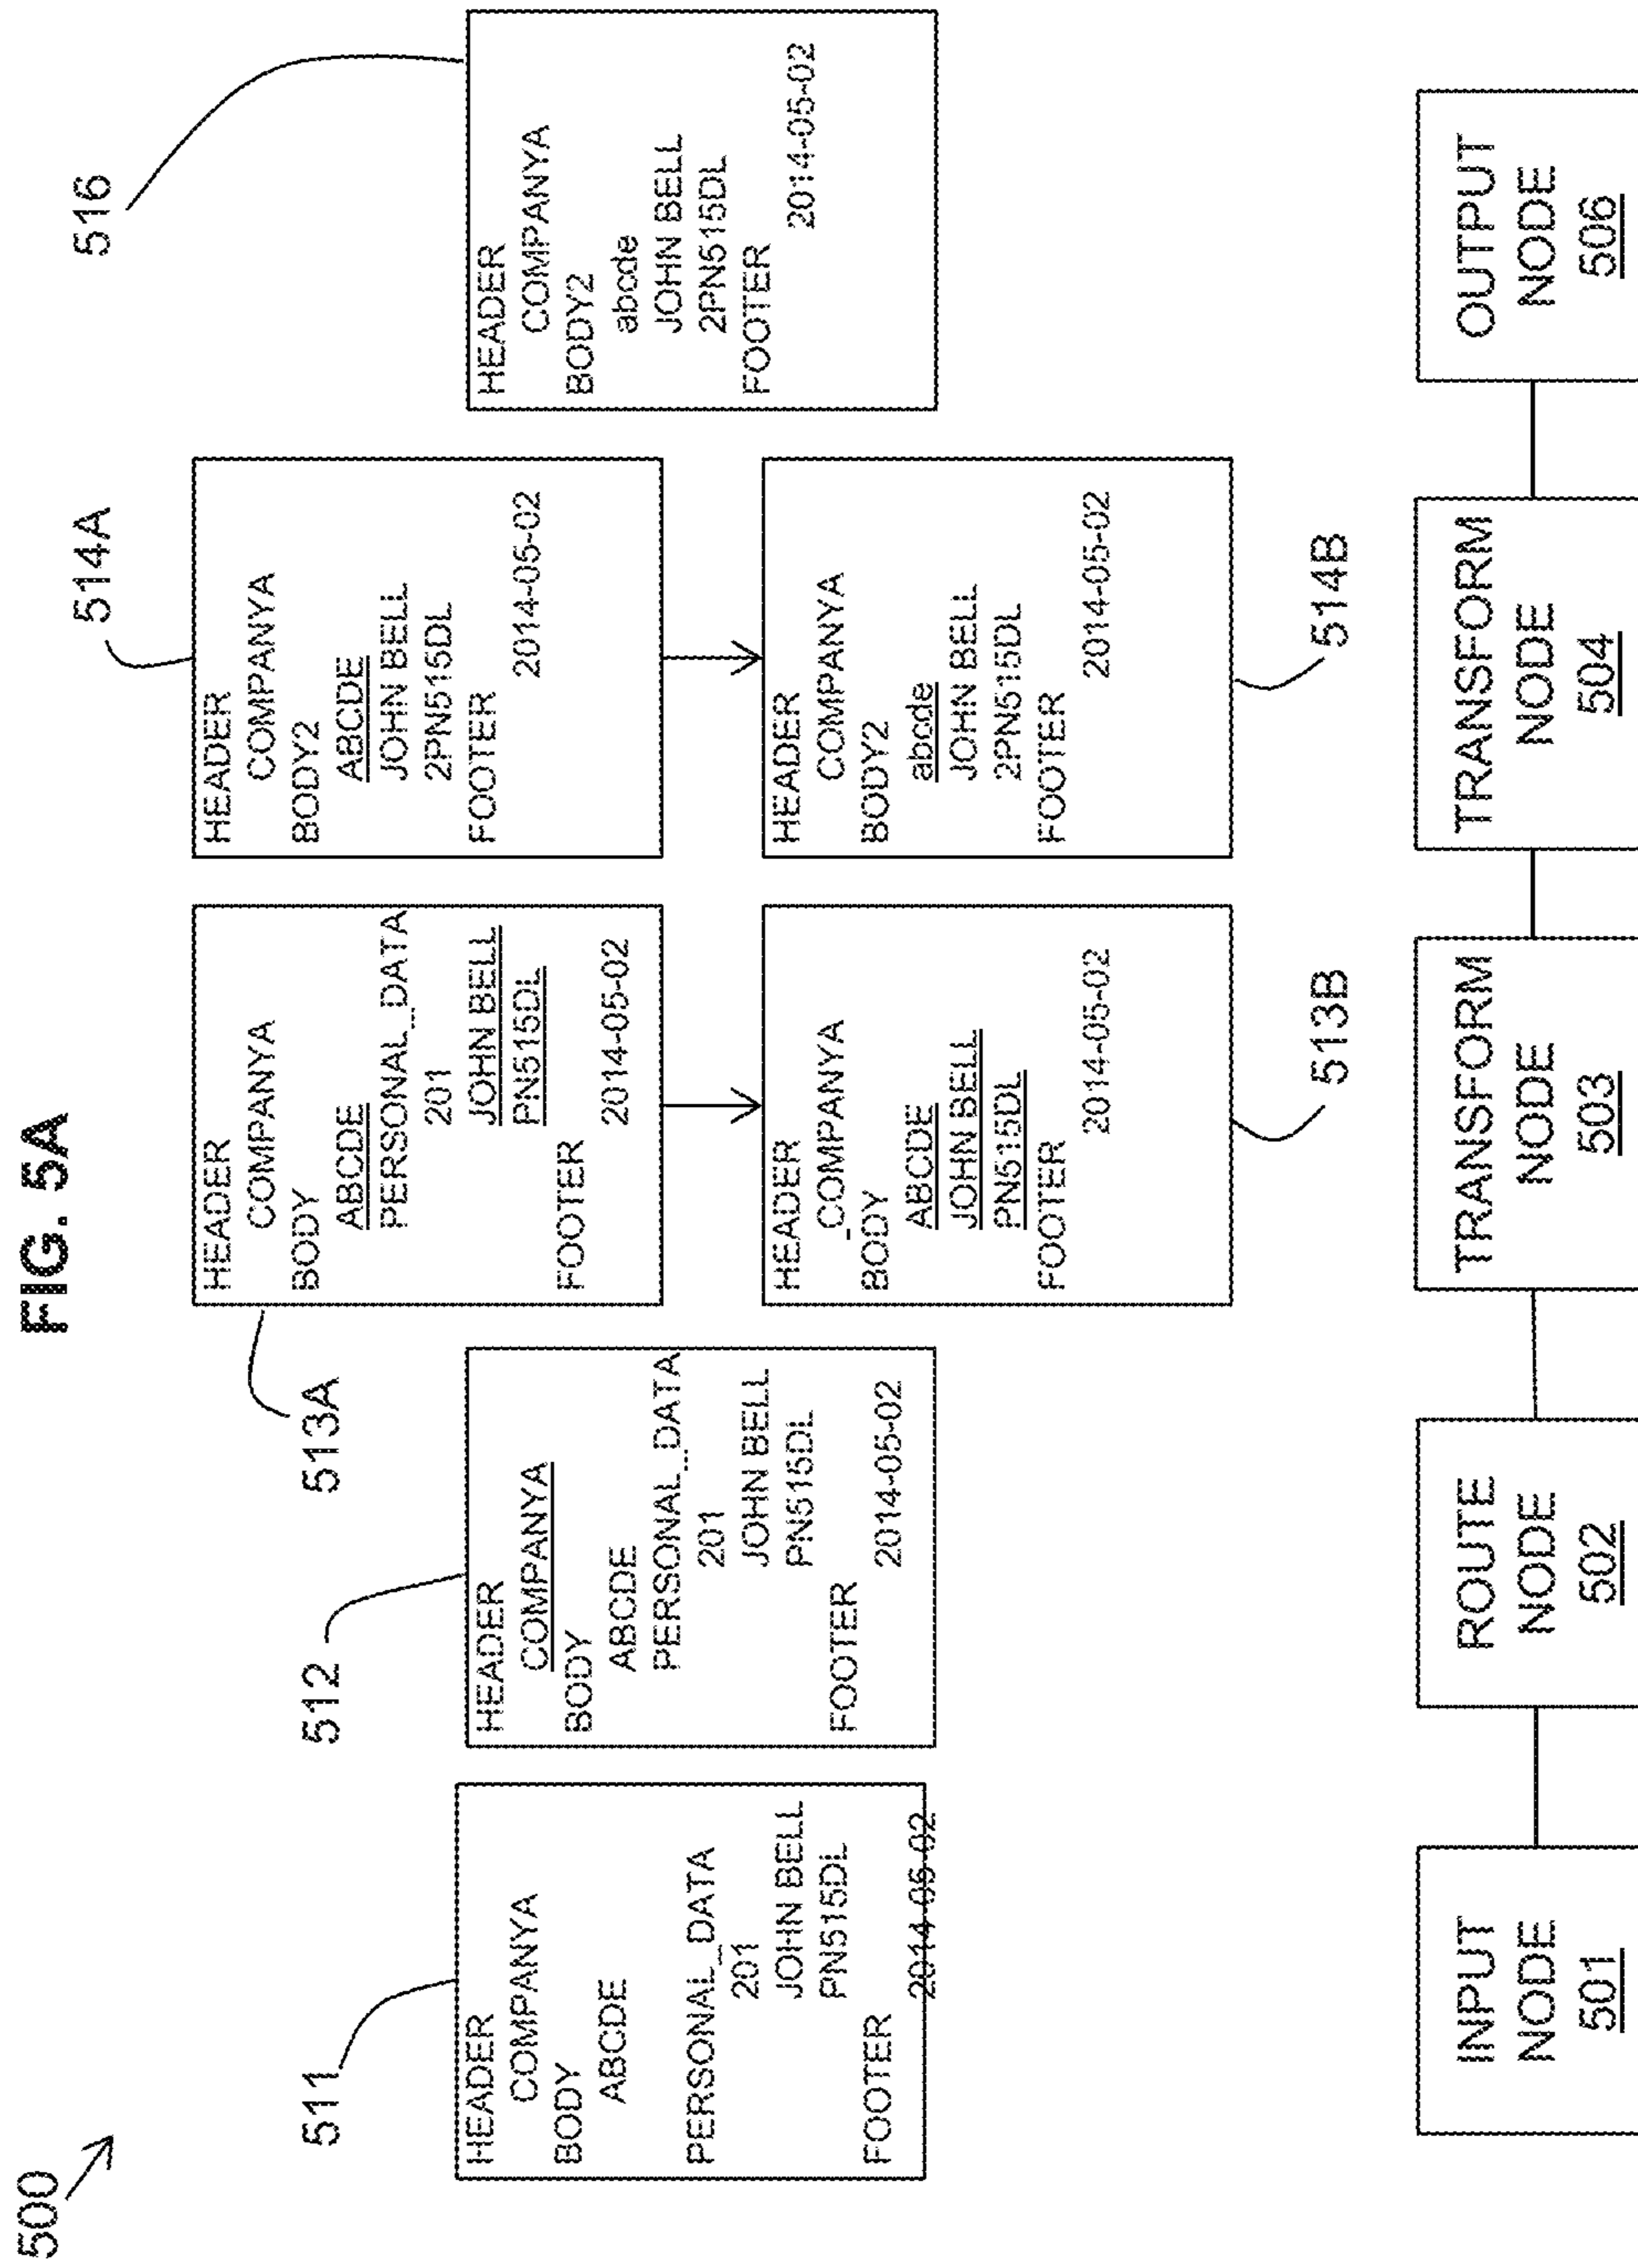 FIG. 5A
500
511
HEADER
COMPANYA
BODY
ABCDE
PERSONAL_DATA
201
JOHN BELL
PN515DL
FOOTER
2014-05-02
512
HEADER
COMPANYA
BODY
ABCDE
PERSONAL_DATA
201
JOHN BELL
PN515DL
FOOTER
2014-05-02
513A
HEADER
COMPANYA
BODY
ABCDE
PERSONAL_DATA
201
JOHN BELL
PN515DL
FOOTER
2014-05-02
HEADER
COMPANYA
BODY
ABCDE
JOHN BELL
PN515DL
FOOTER
2014-05-02
513B
514A
HEADER
COMPANYA
BODY2
ABCDE
JOHN BELL
2PN515DL
FOOTER
2014-05-02
HEADER
COMPANYA
BODY2
abcde
JOHN BELL
2PN515DL
FOOTER
2014-05-02
514B
516
HEADER
COMPANYA
BODY2
abcde
JOHN BELL
2PN515DL
FOOTER
2014-05-02
INPUT
NODE
501
ROUTE
NODE
502
TRANSFORM
NODE
503
TRANSFORM
NODE
504
OUTPUT
NODE
506